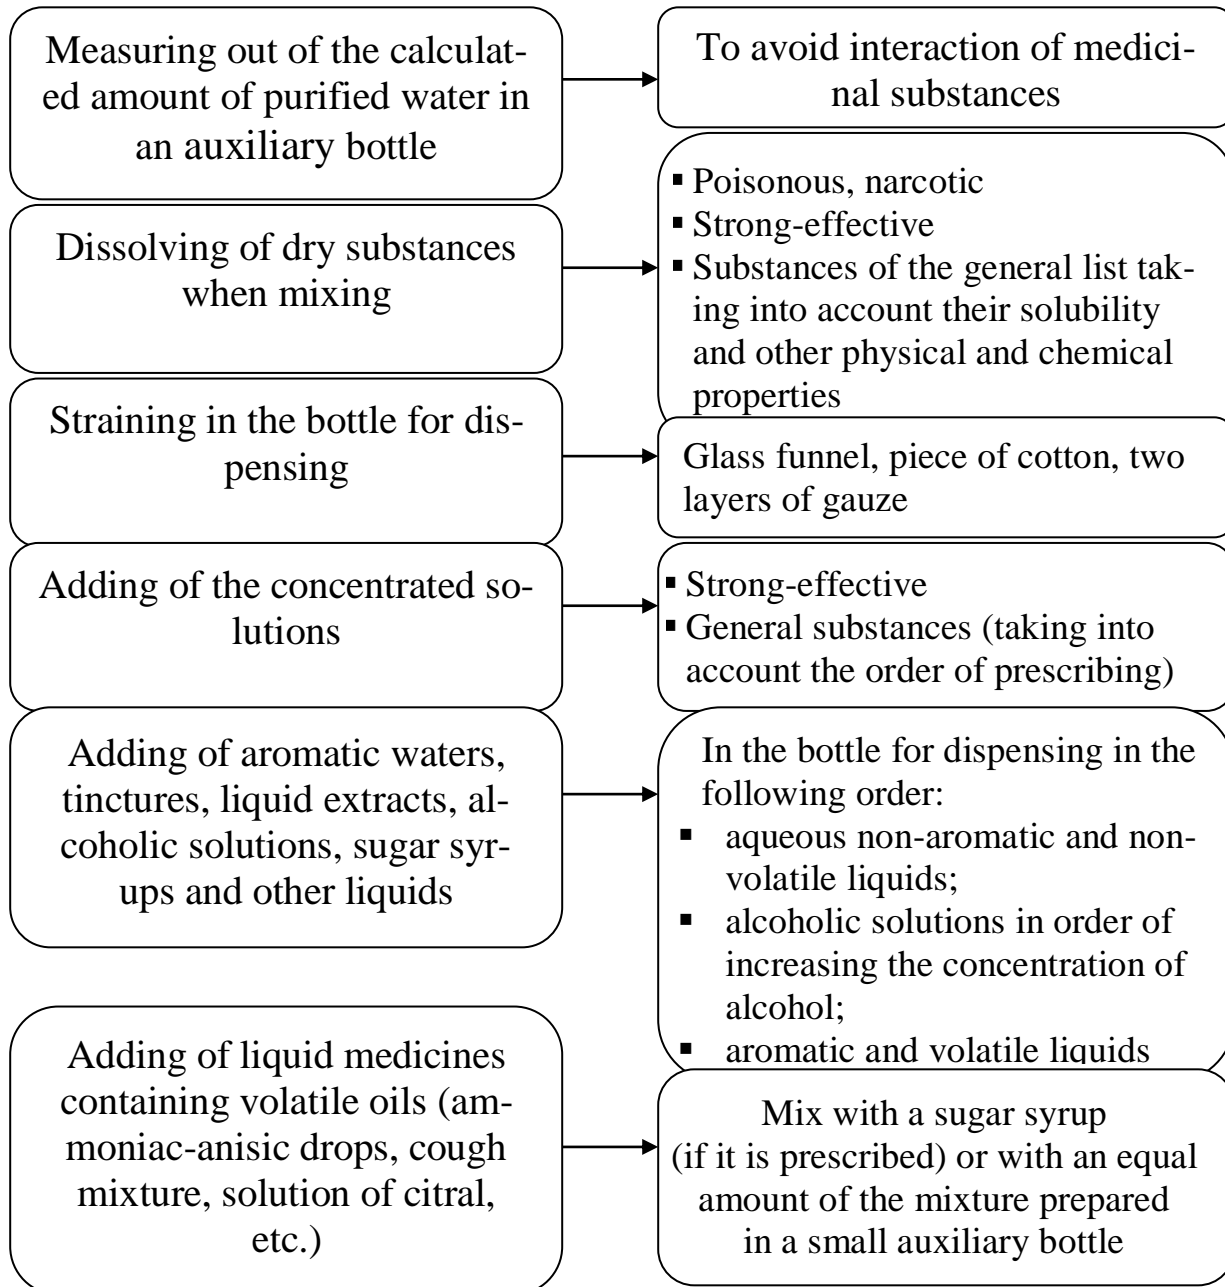 Measuring out of the calculat-
ed amount of purified water in
an auxiliary bottle
To avoid interaction of medici-
nal substances
Dissolving of dry substances
when mixing
▪ Poisonous, narcotic
▪ Strong-effective
▪ Substances of the general list tak-
ing into account their solubility
and other physical and chemical
properties
Straining in the bottle for dis-
pensing
Glass funnel, piece of cotton, two
layers of gauze
Adding of the concentrated so-
lutions
▪ Strong-effective
▪ General substances (taking into
account the order of prescribing)
Adding of aromatic waters,
tinctures, liquid extracts, al-
coholic solutions, sugar syr-
ups and other liquids
In the bottle for dispensing in the
following order:
▪ aqueous non-aromatic and non-
volatile liquids;
▪ alcoholic solutions in order of
increasing the concentration of
alcohol;
▪ aromatic and volatile liquids
Adding of liquid medicines
containing volatile oils (am-
moniac-anisic drops, cough
mixture, solution of citral,
etc.)
Mix with a sugar syrup
(if it is prescribed) or with an equal
amount of the mixture prepared
in a small auxiliary bottle